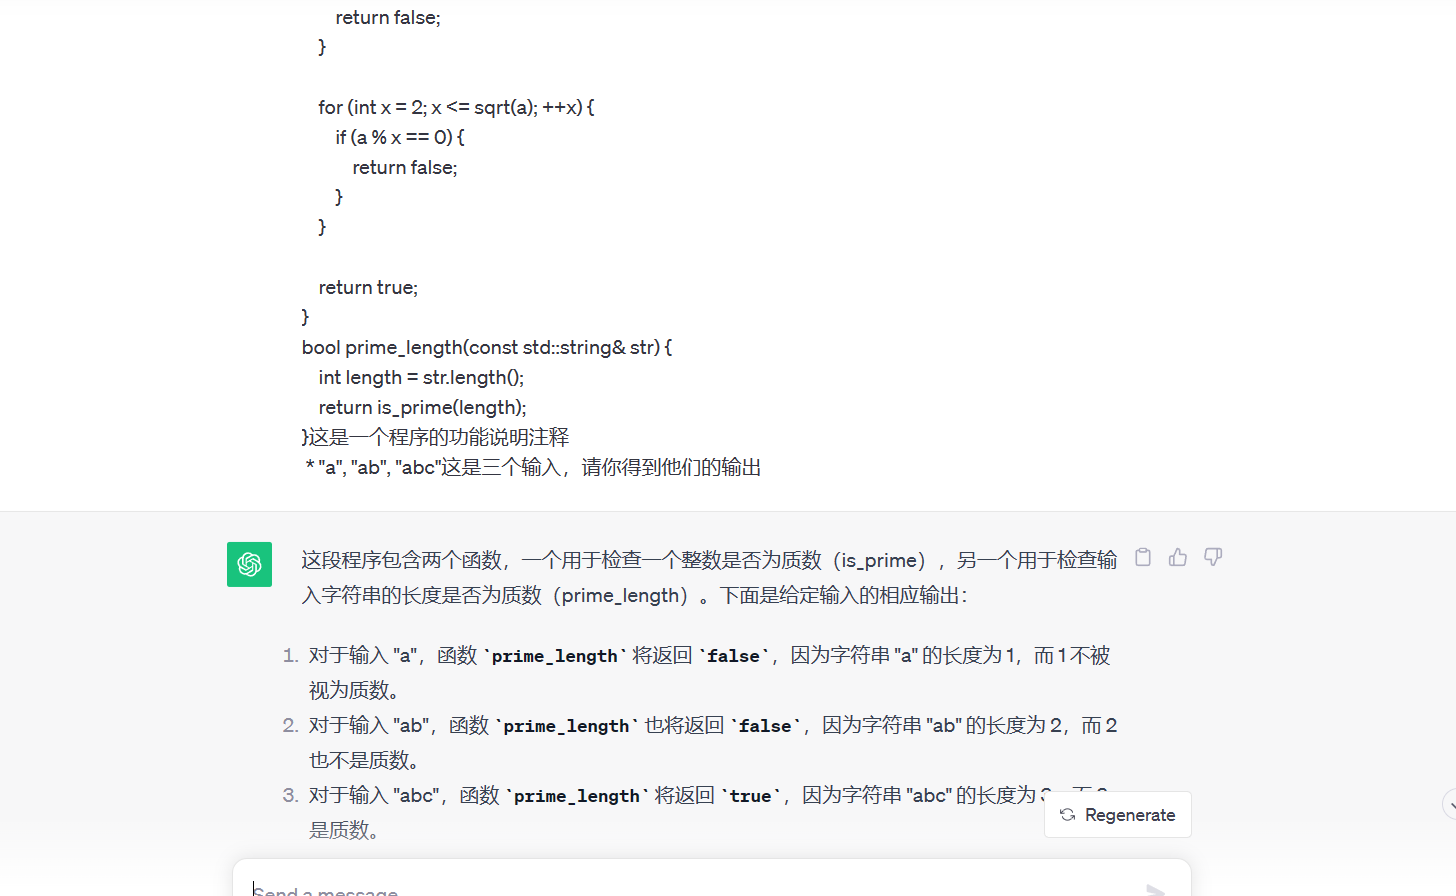 return false;
}
for (int x = 2; x <= sqrt(a); ++x) {
if (a % x == 0) {
return false;
}
}
return true;
}
bool prime_length(const std::string& str) {
int length = str.length();
return is_prime(length);
}这是一个程序的功能说明注释
* "a", "ab", "abc"这是三个输入，请你得到他们的输出
这段程序包含两个函数，一个用于检查一个整数是否为质数（is_prime），另一个用于检查输
入字符串的长度是否为质数（prime_length）。下面是给定输入的相应输出：
1. 对于输入 "a"，函数 `prime_length` 将返回 `false`，因为字符串 "a" 的长度为 1，而 1 不被
视为质数。
2. 对于输入 "ab"，函数 `prime_length` 也将返回 `false`，因为字符串 "ab" 的长度为 2，而 2
也不是质数。
3. 对于输入 "abc"，函数 `prime_length` 将返回 `true`，因为字符串 "abc" 的长度为
是质数。
Regenerate
Send a message